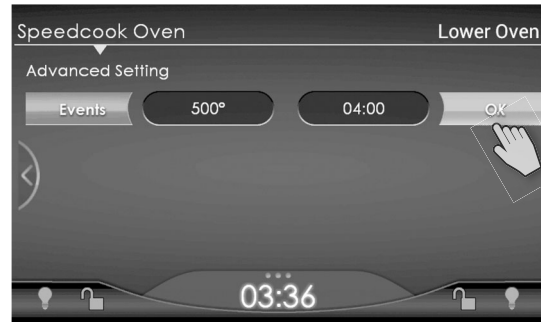 Speedcook Oven Lower Oven
Advanced Setting
Events 500° 04:00 OK
03:36